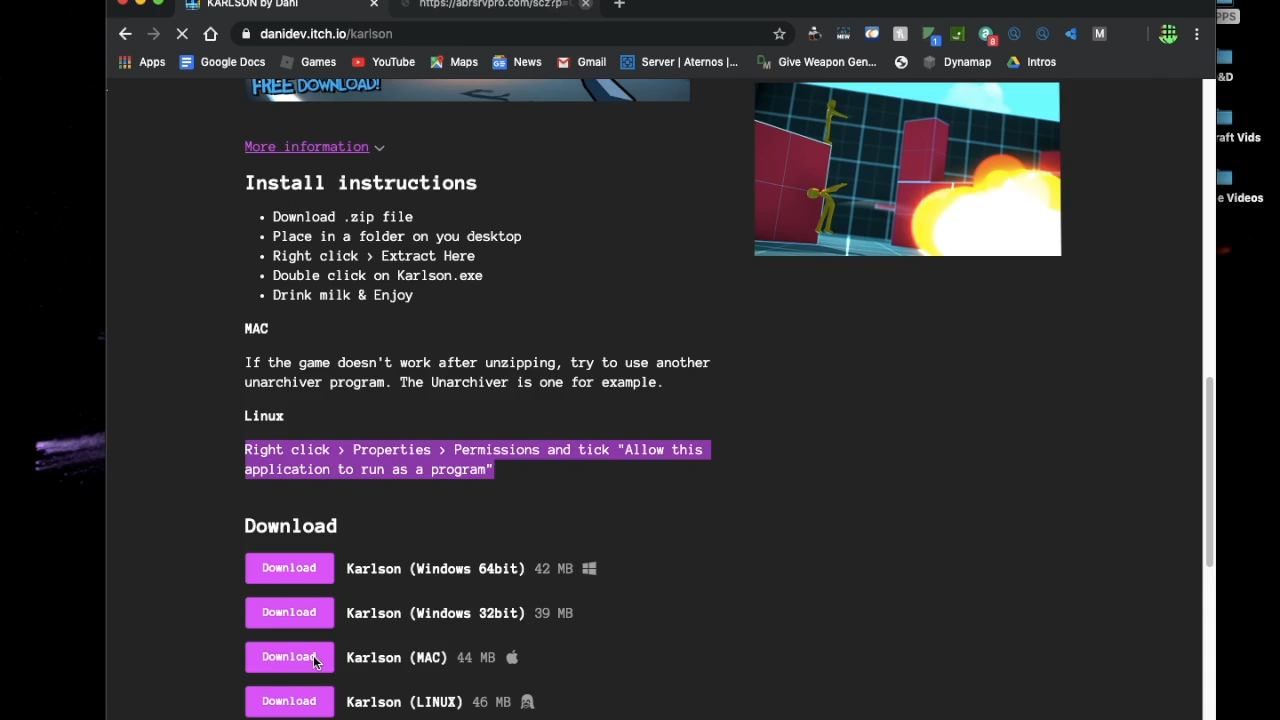 KARLSON by Dani
https://abrsrvpro.com/scz?p=
PPS
danidev.itch.io/karlson
NEW
1
a
8
M
Apps
Google Docs
Games
YouTube
Maps
News
Gmail
Server | Aternos |...
Give Weapon Gen...
Dynamap
Intros
&D
FREE DOWNLOAD!
raft Vids
e Videos
More information
Install instructions
• Download .zip file
• Place in a folder on you desktop
• Right click > Extract Here
• Double click on Karlson.exe
• Drink milk & Enjoy
MAC
If the game doesn't work after unzipping, try to use another
unarchiver program. The Unarchiver is one for example.
Linux
Right click > Properties > Permissions and tick "Allow this
application to run as a program"
Download
Download Karlson (Windows 64bit) 42 MB
Download Karlson (Windows 32bit) 39 MB
Download Karlson (MAC) 44 MB
Download Karlson (LINUX) 46 MB